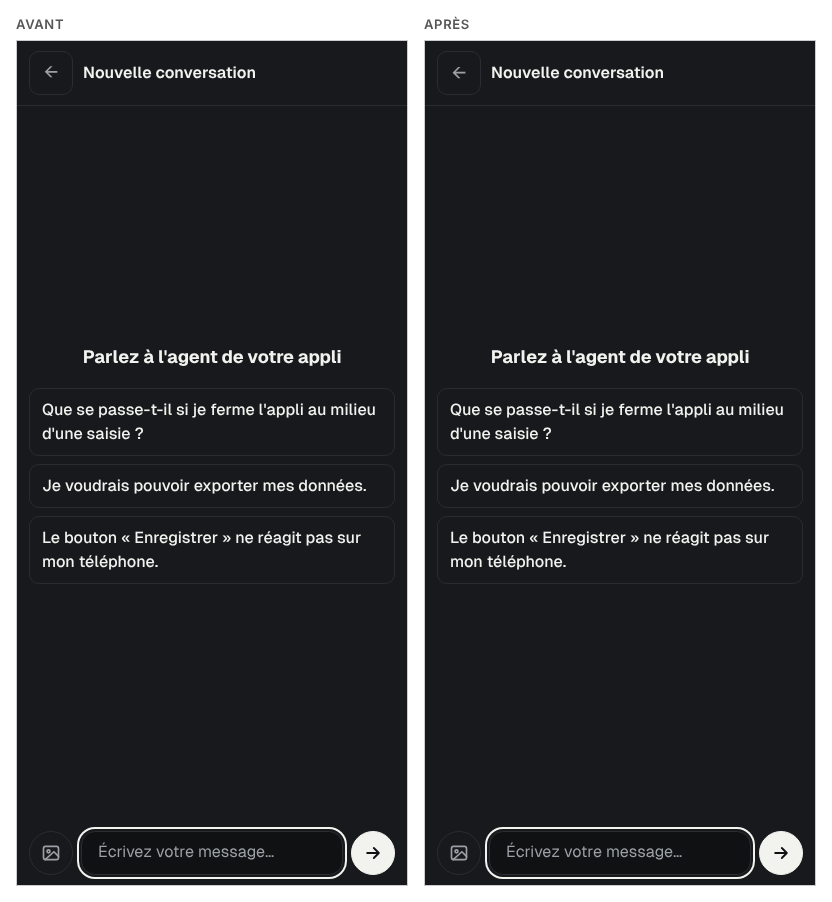 AVANT
Nouvelle conversation
Parlez à l'agent de votre appli
Que se passe-t-il si je ferme l'appli au milieu
d'une saisie ?
Je voudrais pouvoir exporter mes données.
Le bouton « Enregistrer » ne réagit pas sur
mon téléphone.
Écrivez votre message...
APRÈS
Nouvelle conversation
Parlez à l'agent de votre appli
Que se passe-t-il si je ferme l'appli au milieu
d'une saisie ?
Je voudrais pouvoir exporter mes données.
Le bouton « Enregistrer » ne réagit pas sur
mon téléphone.
Écrivez votre message...